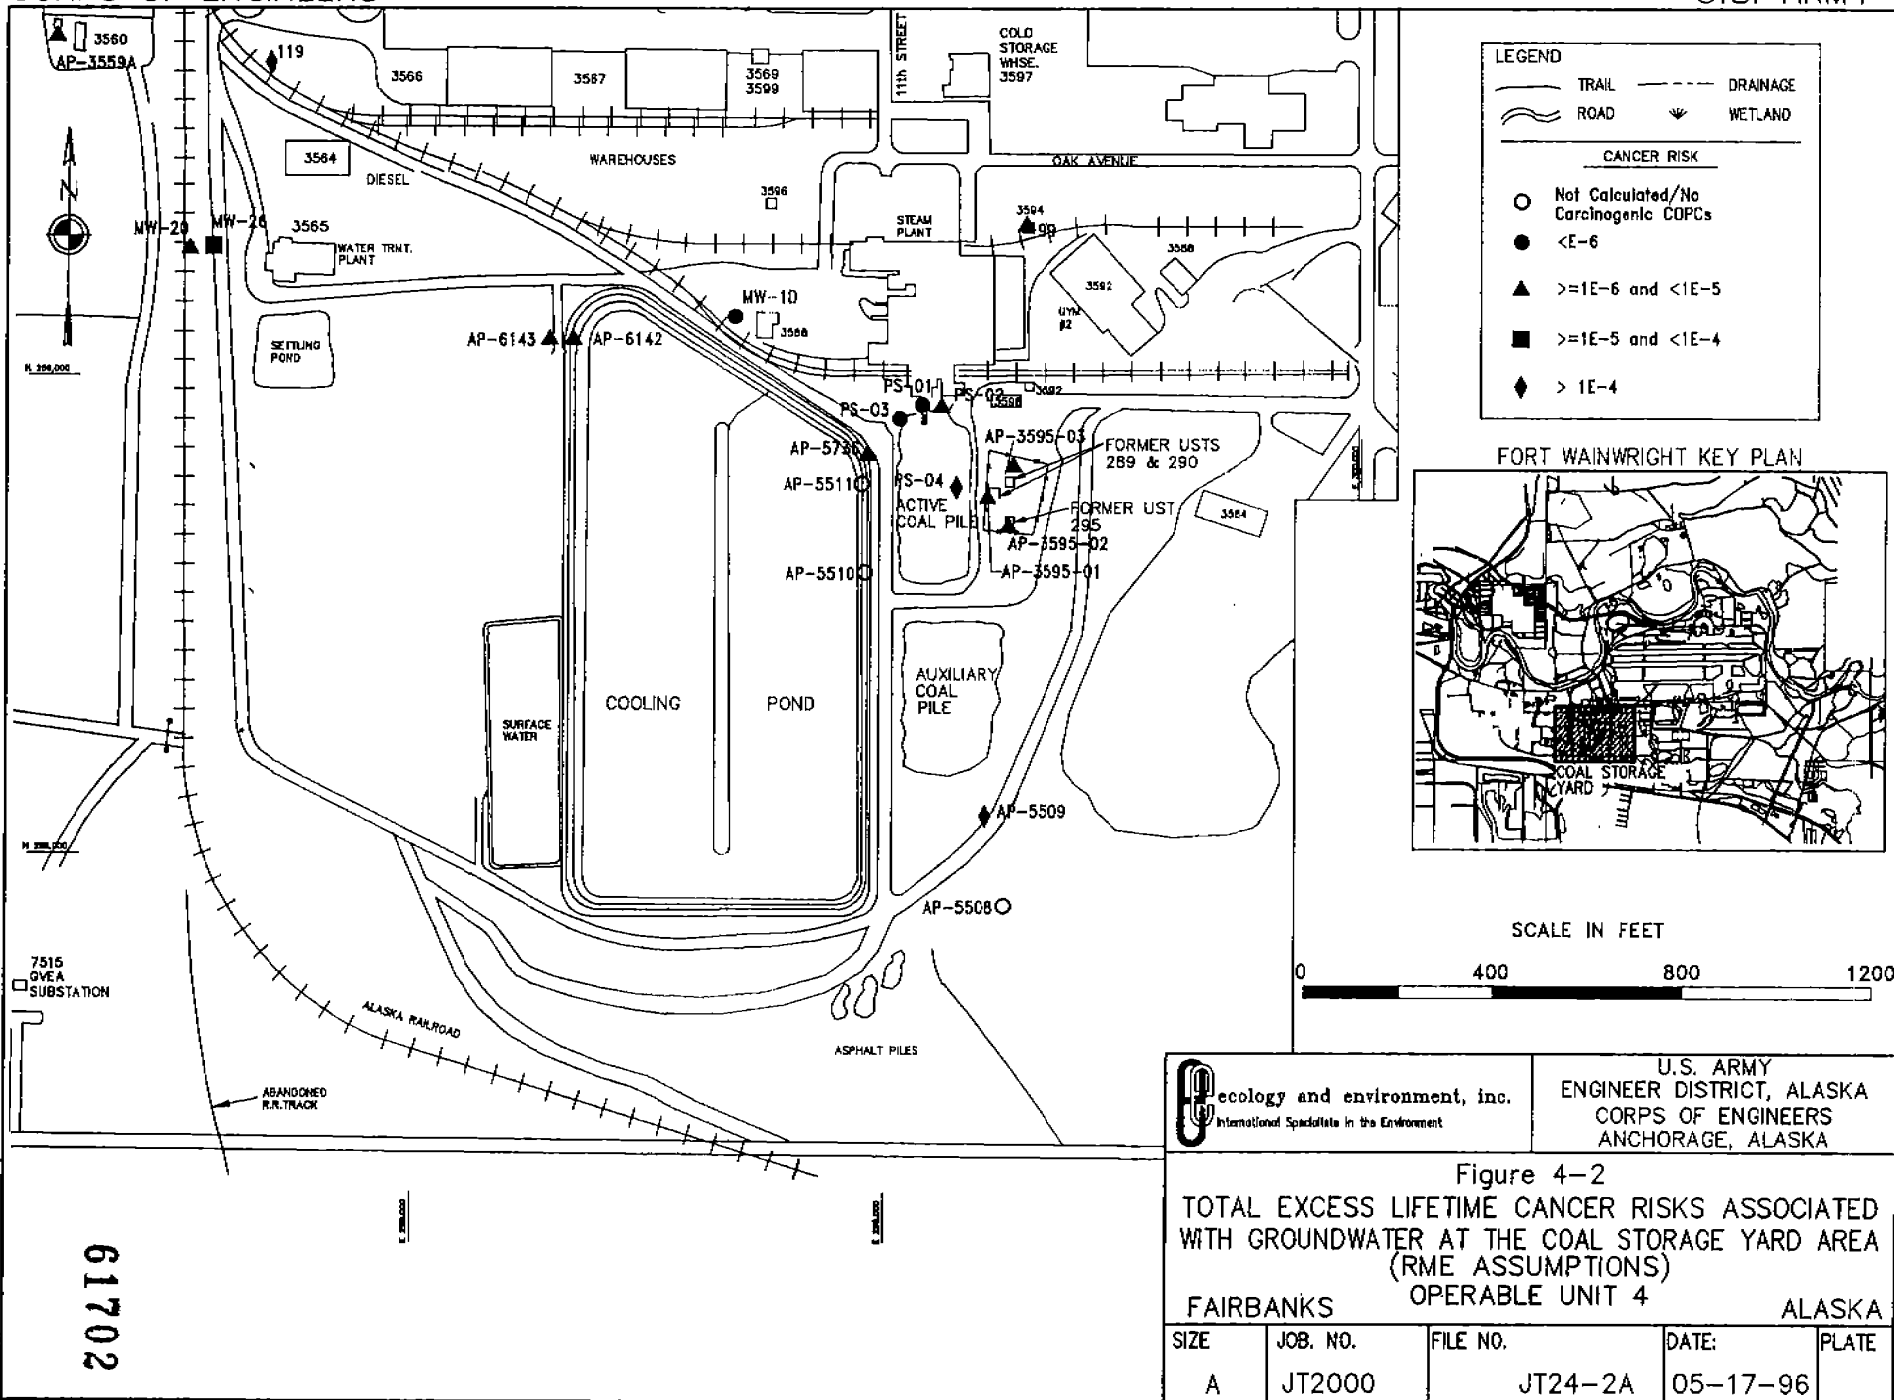 3560
AP-3559A
119
3566
3587
3569
3599
11th STREET
COLD
STORAGE
WHSE.
3597
3564
DIESEL
WAREHOUSES
OAK AVENUE
3596
N
MW-26
3565
WATER TRNT.
PLANT
STEAM
PLANT
3594
99
3592
GYM
#2
MW-10
SETTLING
POND
AP-6143
AP-6142
PS-01
PS-02
PS-03
3692
AP-3595-03
FORMER USTS
289 & 290
AP-5511
PS-04
ACTIVE
COAL PILE
FORMER UST
295
AP-3595-02
AP-5510
AP-3595-01
3564
SURFACE
WATER
COOLING
POND
AUXILIARY
COAL
PILE
AP-5509
AP-5508
7515
GVEA
SUBSTATION
ALASKA RAILROAD
ASPHALT PILES
ABANDONED
R.R. TRACK
61702
LEGEND
TRAIL
DRAINAGE
ROAD
WETLAND
CANCER RISK
Not Calculated/No
Carcinogenic COPCs
<E-6
>=1E-6 and <1E-5
>=1E-5 and <1E-4
> 1E-4
FORT WAINWRIGHT KEY PLAN
COAL STORAGE
YARD
SCALE IN FEET
0 400 800 1200
ecology and environment, inc.
International Specialists in the Environment
U.S. ARMY
ENGINEER DISTRICT, ALASKA
CORPS OF ENGINEERS
ANCHORAGE, ALASKA
Figure 4-2
TOTAL EXCESS LIFETIME CANCER RISKS ASSOCIATED
WITH GROUNDWATER AT THE COAL STORAGE YARD AREA
(RME ASSUMPTIONS)
OPERABLE UNIT 4
FAIRBANKS ALASKA
SIZE JOB. NO. FILE NO. DATE: PLATE
A JT2000 JT24-2A 05-17-96